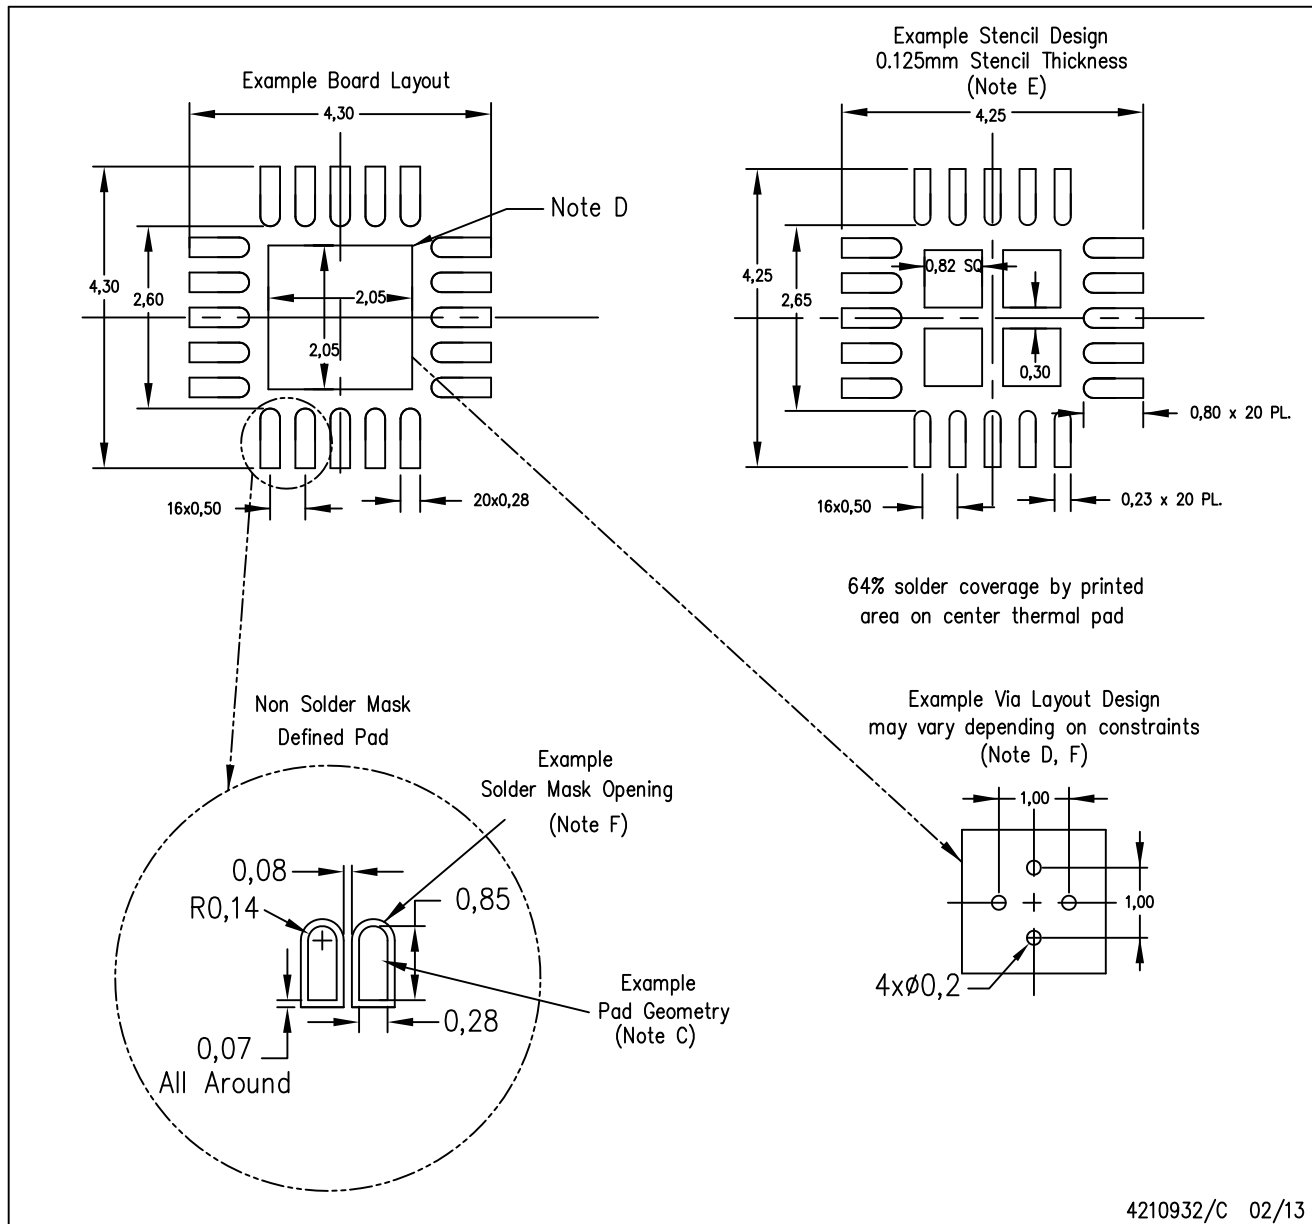 Example Board Layout
4,30
4,30
2,60
2,05
2,05
Note D
16x0,50
20x0,28
Example Stencil Design
0.125mm Stencil Thickness
(Note E)
4,25
4,25
2,65
0,82 SQ
0,30
0,80 x 20 PL.
16x0,50
0,23 x 20 PL.
64% solder coverage by printed
area on center thermal pad
Non Solder Mask
Defined Pad
Example
Solder Mask Opening
(Note F)
0,08
R0,14
0,85
Example
Pad Geometry
(Note C)
0,28
0,07
All Around
Example Via Layout Design
may vary depending on constraints
(Note D, F)
1,00
1,00
4xø0,2
4210932/C 02/13